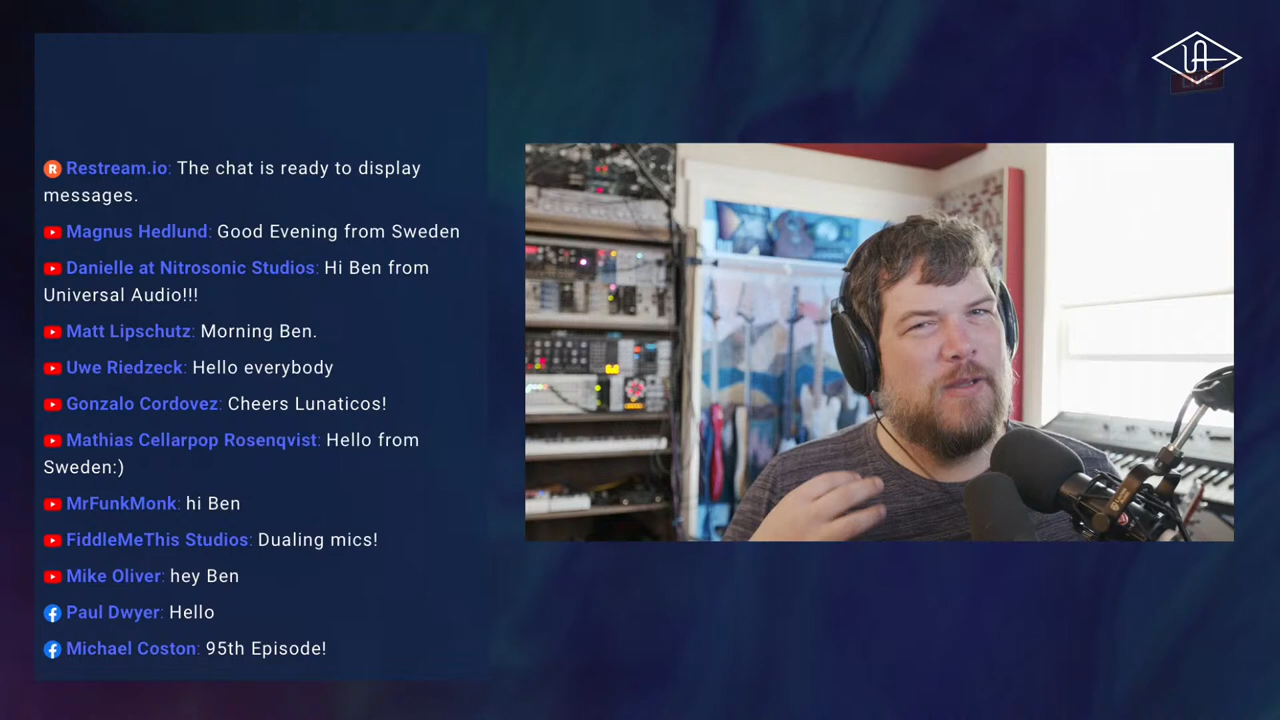 UA
LIVE
Restream.io: The chat is ready to display
messages.
Magnus Hedlund: Good Evening from Sweden
Danielle at Nitrosonic Studios: Hi Ben from
Universal Audio!!!
Matt Lipschutz: Morning Ben.
Uwe Riedzeck: Hello everybody
Gonzalo Cordovez: Cheers Lunaticos!
Mathias Cellarpop Rosenqvist: Hello from
Sweden:)
MrFunkMonk: hi Ben
FiddleMeThis Studios: Dualing mics!
Mike Oliver: hey Ben
Paul Dwyer: Hello
Michael Coston: 95th Episode!